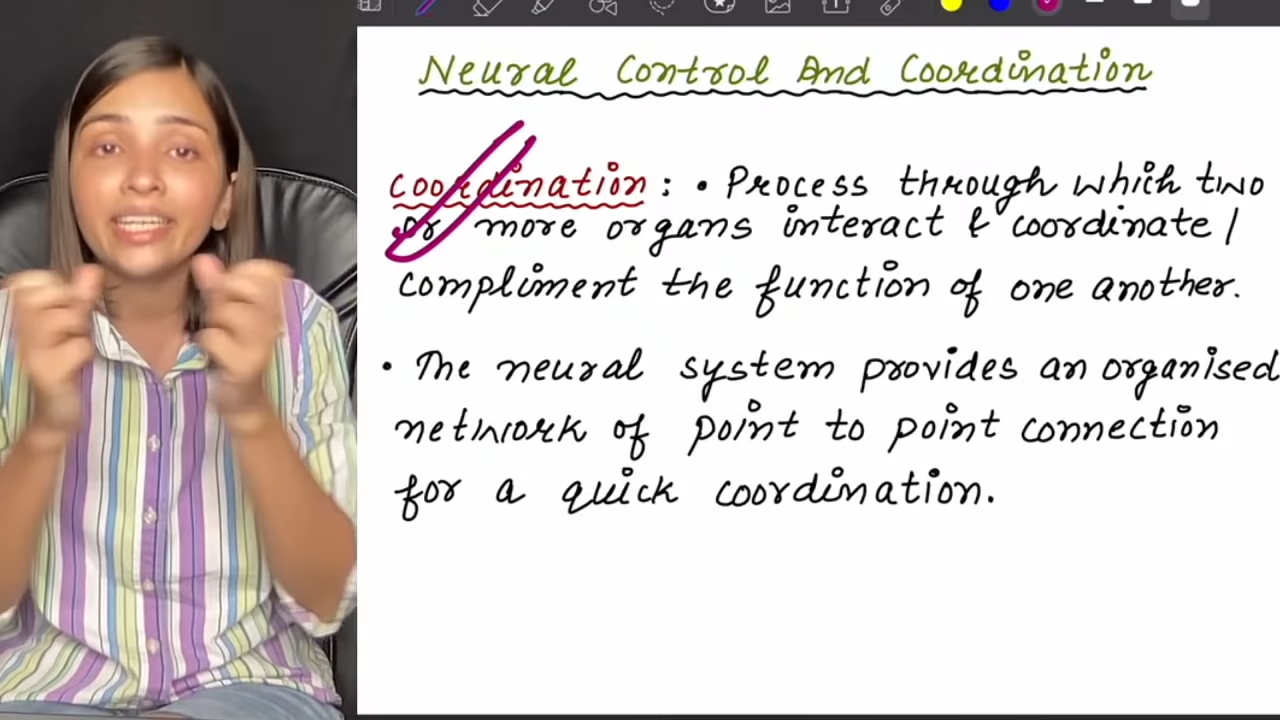 Neural Control And Coordination
Coordination : • Process through which two
or more organs interact & coordinate /
compliment the function of one another.
• The neural system provides an organised
network of point to point connection
for a quick coordination.